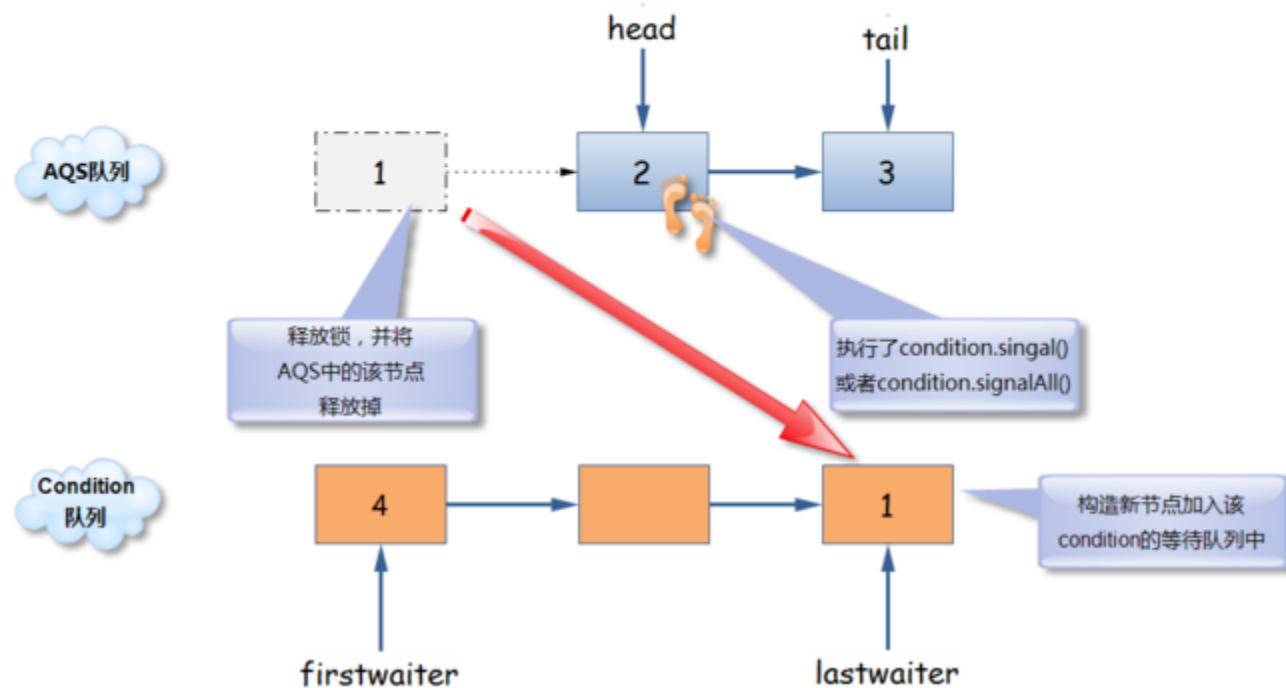 head
tail
AQS队列
1
2
3
释放锁，并将
AQS中的该节点
释放掉
执行了condition.singal()
或者condition.signalAll()
Condition
队列
4
1
构造新节点加入该
condition的等待队列中
firstwaiter
lastwaiter